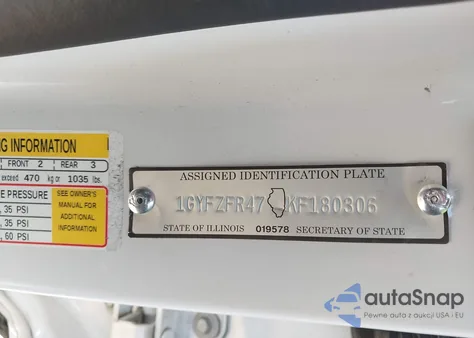 G INFORMATION
FRONT 2 REAR 3
exceed 470 kg or 1035 lbs.
E PRESSURE
, 35 PSI
, 35 PSI
, 60 PSI
SEE OWNER'S
MANUAL FOR
ADDITIONAL
INFORMATION
ASSIGNED IDENTIFICATION PLATE
1GYFZFR47 KF180306
STATE OF ILLINOIS 019578 SECRETARY OF STATE
autaSnap
Pewne auta z aukcji USA i EU